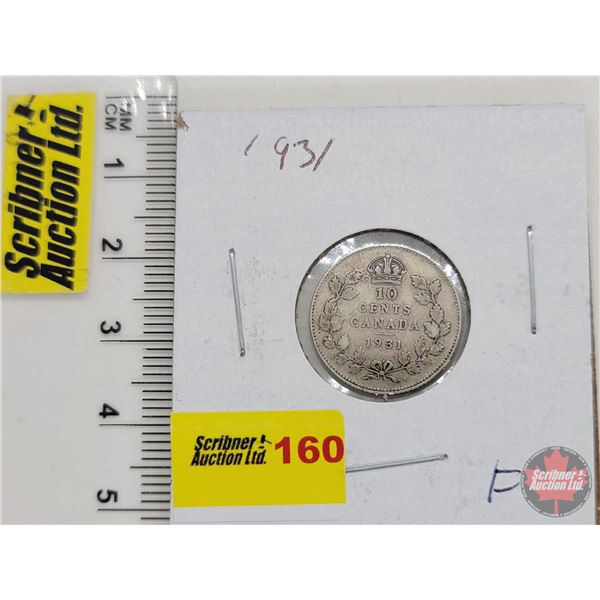 MM
CM
1
2
3
4
5
Scribner
Auction Ltd.
1931
10
CENTS
CANADA
1931
Scribner
Auction Ltd.
160
Scribner
Auction Ltd.